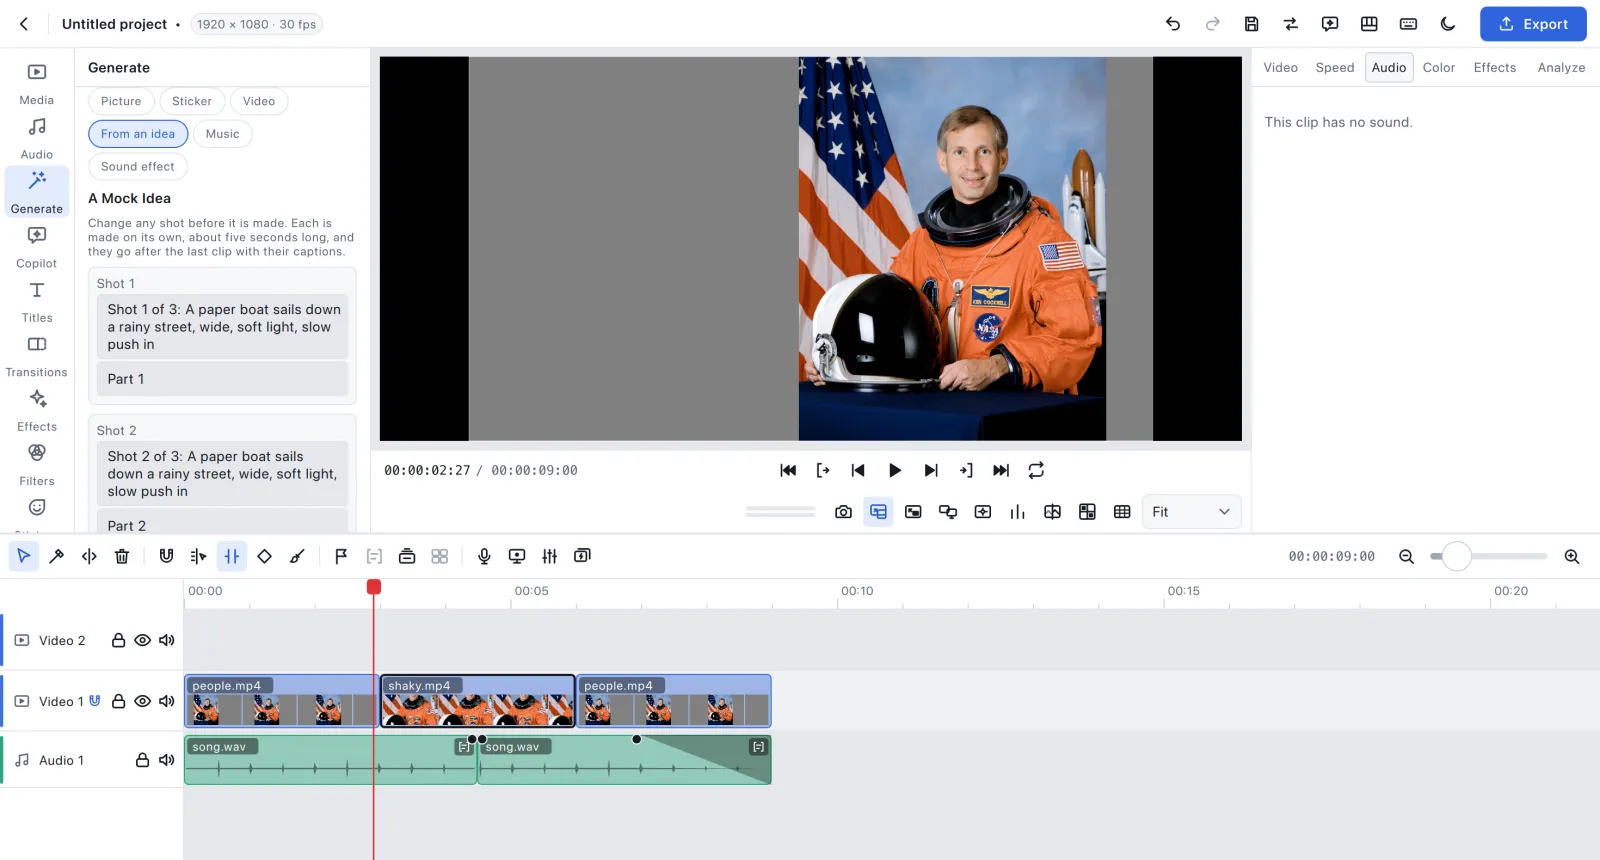 Untitled project •
1920 × 1080 · 30 fps
Export
Media
Audio
Generate
Copilot
Titles
Transitions
Effects
Filters
Generate
Picture
Sticker
Video
From an idea
Music
Sound effect
A Mock Idea
Change any shot before it is made. Each is
made on its own, about five seconds long, and
they go after the last clip with their captions.
Shot 1
Shot 1 of 3: A paper boat sails down
a rainy street, wide, soft light, slow
push in
Part 1
Shot 2
Shot 2 of 3: A paper boat sails
down a rainy street, wide, soft light,
slow push in
Part 2
NASA
00:00:02:27 / 00:00:09:00
Fit
Video
Speed
Audio
Color
Effects
Analyze
This clip has no sound.
00:00:09:00
00:00
00:05
00:10
00:15
00:20
Video 2
Video 1
people.mp4
shaky.mp4
people.mp4
Audio 1
song.wav
song.wav